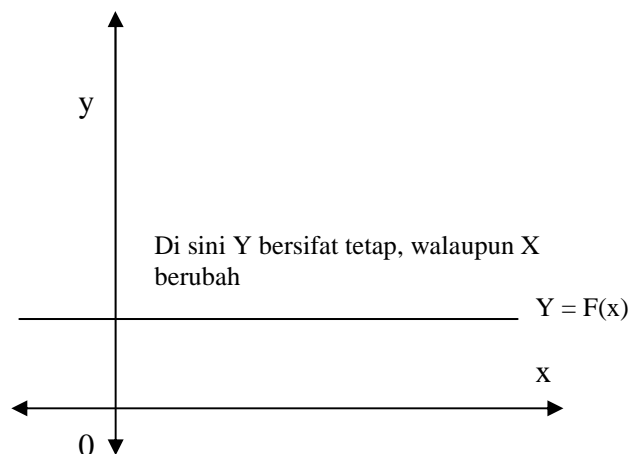 y
Di sini Y bersifat tetap, walaupun X
berubah
Y = F(x)
x
0